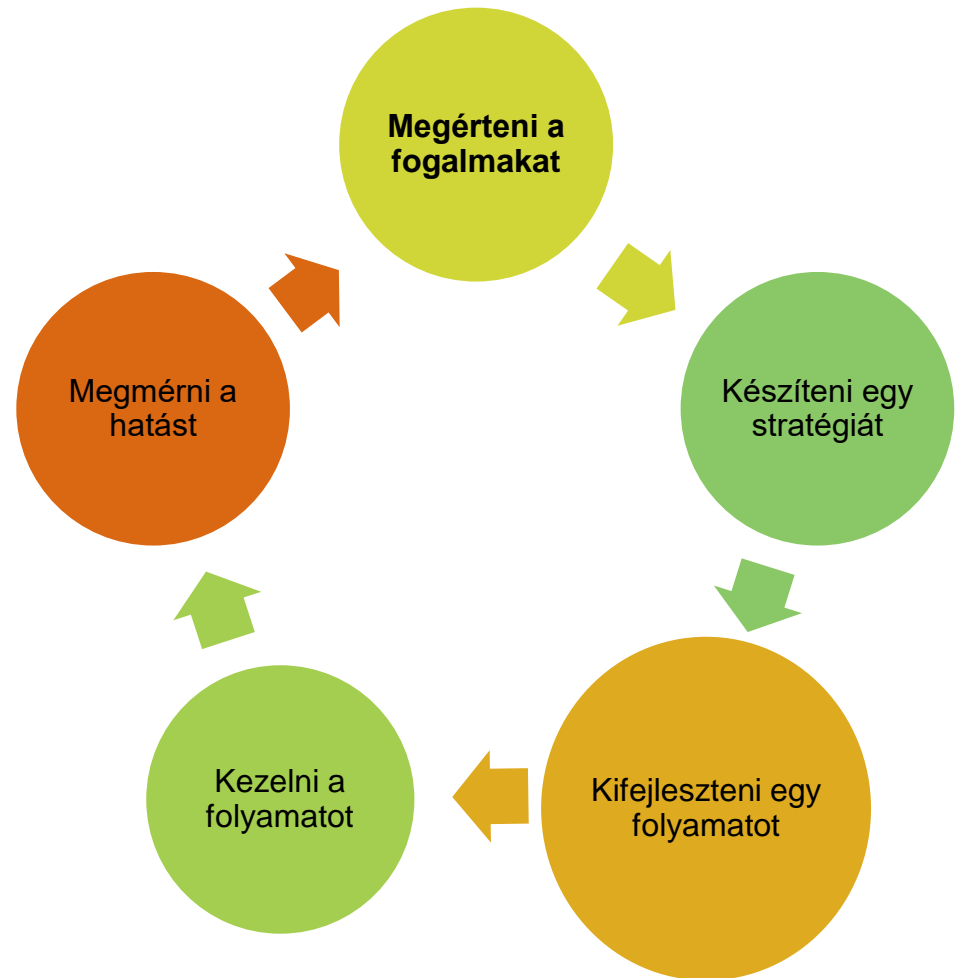 Megérteni a
fogalmakat
Készíteni egy
stratégiát
Kifejleszteni egy
folyamatot
Kezelni a
folyamatot
Megmérni a
hatást